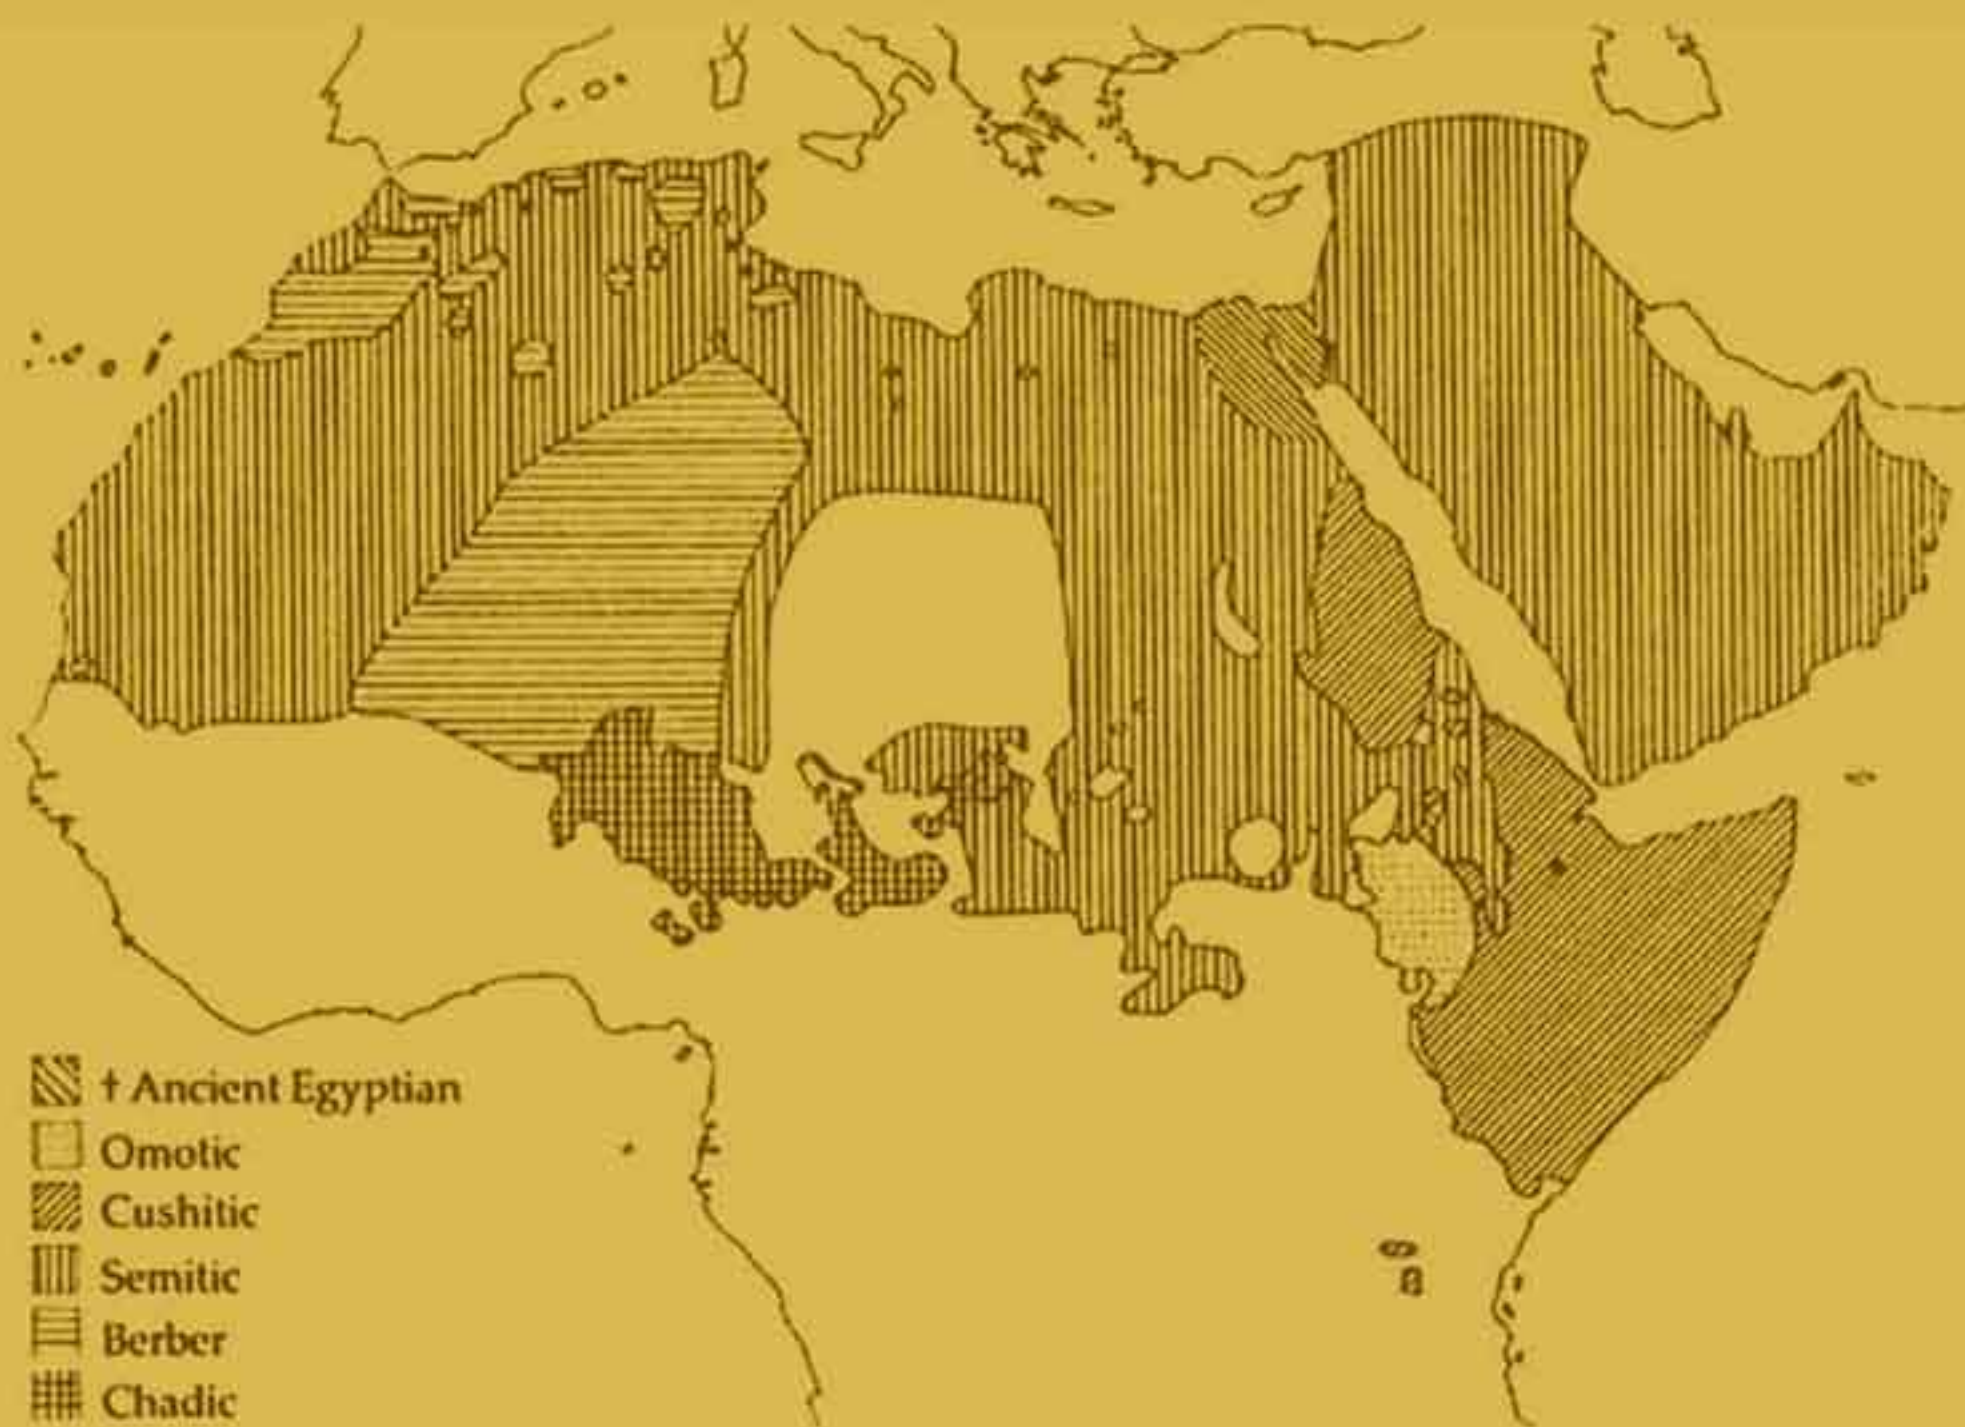 † Ancient Egyptian
Omotic
Cushitic
Semitic
Berber
Chadic